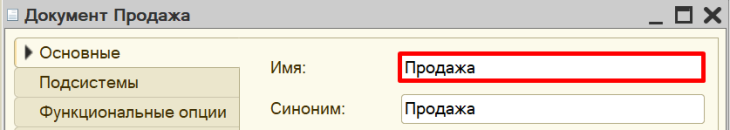 Документ Продажа
Основные
Подсистемы
Функциональные опции
Имя: Продажа
Синоним: Продажа